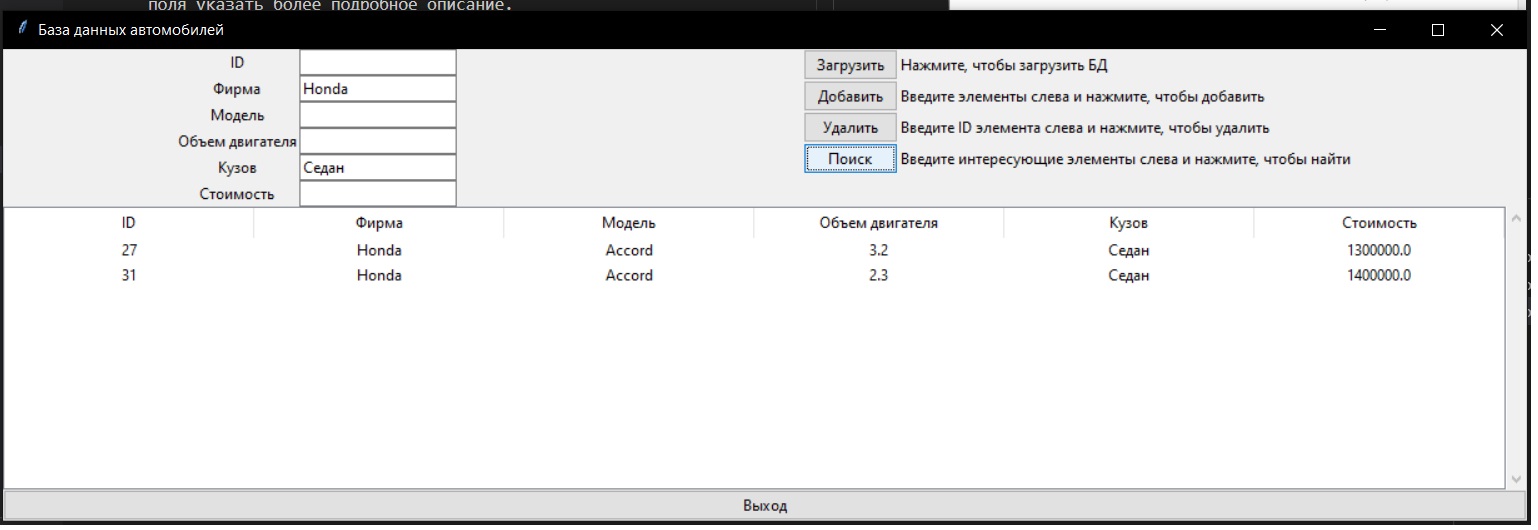 поля указать более подробное описание.
База данных автомобилей
ID
Фирма Honda
Модель
Объем двигателя
Кузов Седан
Стоимость
Загрузить Нажмите, чтобы загрузить БД
Добавить Введите элементы слева и нажмите, чтобы добавить
Удалить Введите ID элемента слева и нажмите, чтобы удалить
Поиск Введите интересующие элементы слева и нажмите, чтобы найти
ID Фирма Модель Объем двигателя Кузов Стоимость
27 Honda Accord 3.2 Седан 1300000.0
31 Honda Accord 2.3 Седан 1400000.0
Выход